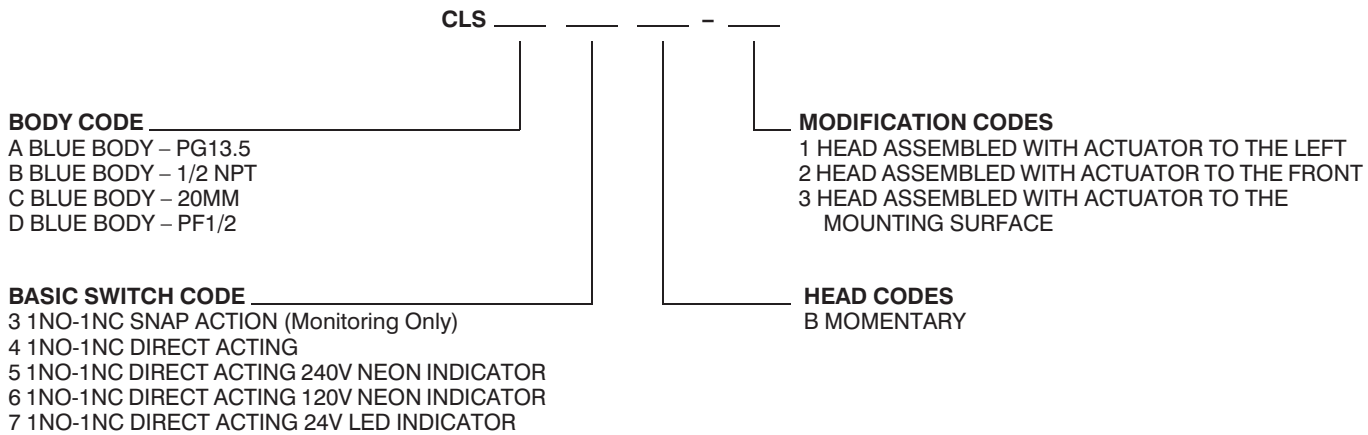 CLS ____ ____ ____ – ____
BODY CODE
A BLUE BODY – PG13.5
B BLUE BODY – 1/2 NPT
C BLUE BODY – 20MM
D BLUE BODY – PF1/2
BASIC SWITCH CODE
3 1NO-1NC SNAP ACTION (Monitoring Only)
4 1NO-1NC DIRECT ACTING
5 1NO-1NC DIRECT ACTING 240V NEON INDICATOR
6 1NO-1NC DIRECT ACTING 120V NEON INDICATOR
7 1NO-1NC DIRECT ACTING 24V LED INDICATOR
MODIFICATION CODES
1 HEAD ASSEMBLED WITH ACTUATOR TO THE LEFT
2 HEAD ASSEMBLED WITH ACTUATOR TO THE FRONT
3 HEAD ASSEMBLED WITH ACTUATOR TO THE
MOUNTING SURFACE
HEAD CODES
B MOMENTARY